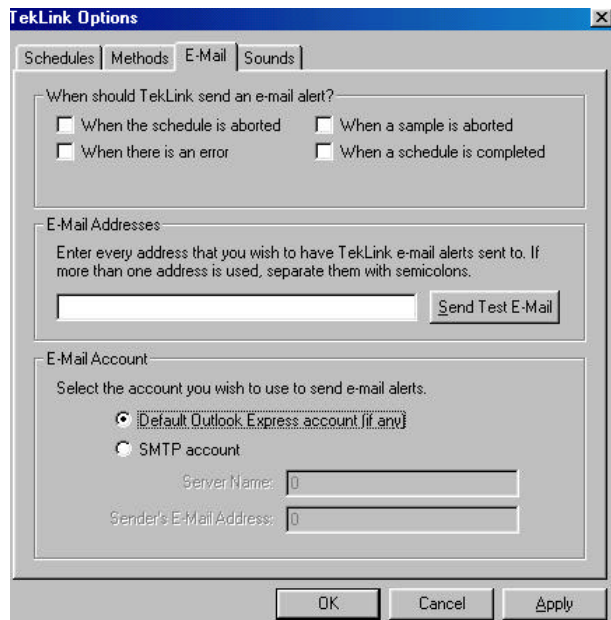 TekLink Options
Schedules Methods E-Mail Sounds
When should TekLink send an e-mail alert?
When the schedule is aborted When a sample is aborted
When there is an error When a schedule is completed
E-Mail Addresses
Enter every address that you wish to have TekLink e-mail alerts sent to. If
more than one address is used, separate them with semicolons.
Send Test E-Mail
E-Mail Account
Select the account you wish to use to send e-mail alerts.
Default Outlook Express account (if any)
SMTP account
Server Name: 0
Sender's E-Mail Address: 0
OK Cancel Apply